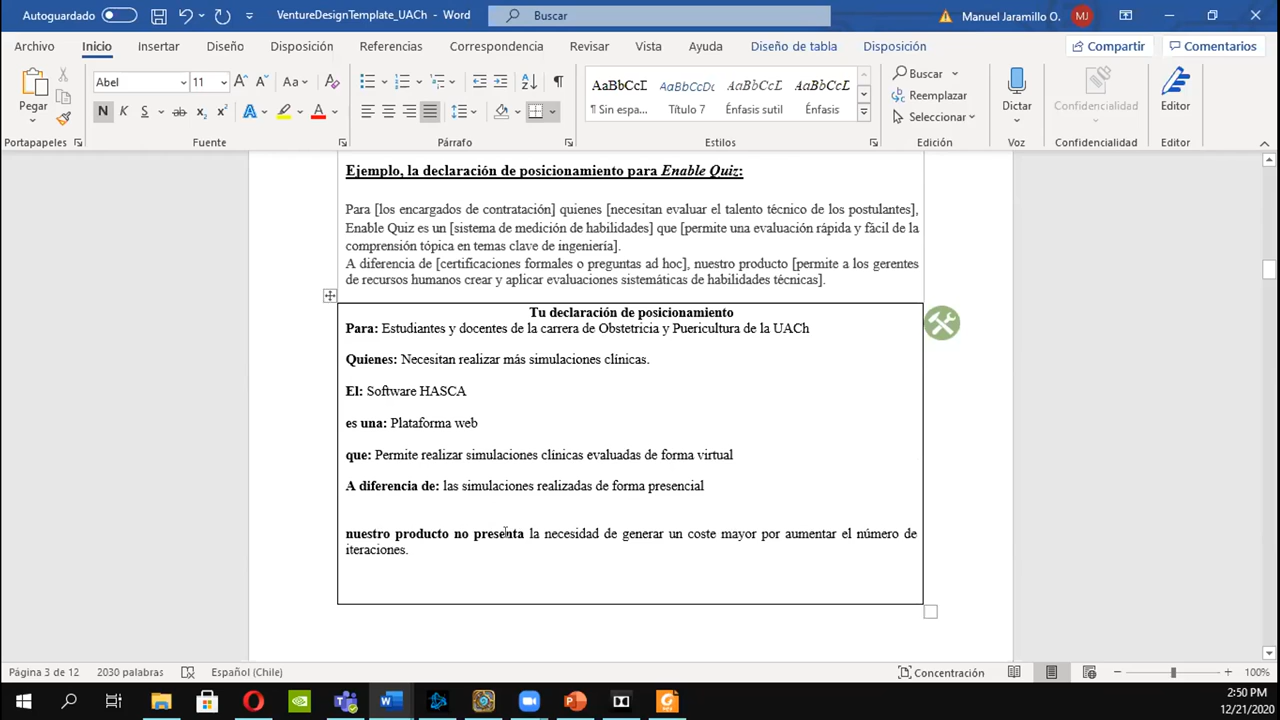 Autoguardado
VentureDesignTemplate_UACh - Word
Buscar
Manuel Jaramillo O.
MJ
Archivo Inicio Insertar Diseño Disposición Referencias Correspondencia Revisar Vista Ayuda Diseño de tabla Disposición
Compartir
Comentarios
Pegar
Abel 11
Aa
N K S ab x₂ x² A A
AaBbCcD AaBbCcDc AaBbCcD AaBbCcD
¶ Sin espa... Título 7 Énfasis sutil Énfasis
Buscar
Reemplazar
Seleccionar
Dictar
Confidencialidad
Editor
Portapapeles Fuente Párrafo Estilos Edición Voz Confidencialidad Editor
Ejemplo, la declaración de posicionamiento para Enable Quiz:
Para [los encargados de contratación] quienes [necesitan evaluar el talento técnico de los postulantes],
Enable Quiz es un [sistema de medición de habilidades] que [permite una evaluación rápida y fácil de la
comprensión tópica en temas clave de ingeniería].
A diferencia de [certificaciones formales o preguntas ad hoc], nuestro producto [permite a los gerentes
de recursos humanos crear y aplicar evaluaciones sistemáticas de habilidades técnicas].
Tu declaración de posicionamiento
Para: Estudiantes y docentes de la carrera de Obstetricia y Puericultura de la UACh
Quienes: Necesitan realizar más simulaciones clínicas.
El: Software HASCA
es una: Plataforma web
que: Permite realizar simulaciones clínicas evaluadas de forma virtual
A diferencia de: las simulaciones realizadas de forma presencial
nuestro producto no presenta la necesidad de generar un coste mayor por aumentar el número de
iteraciones.
Página 3 de 12 2030 palabras Español (Chile)
Concentración
100%
2:50 PM
12/21/2020